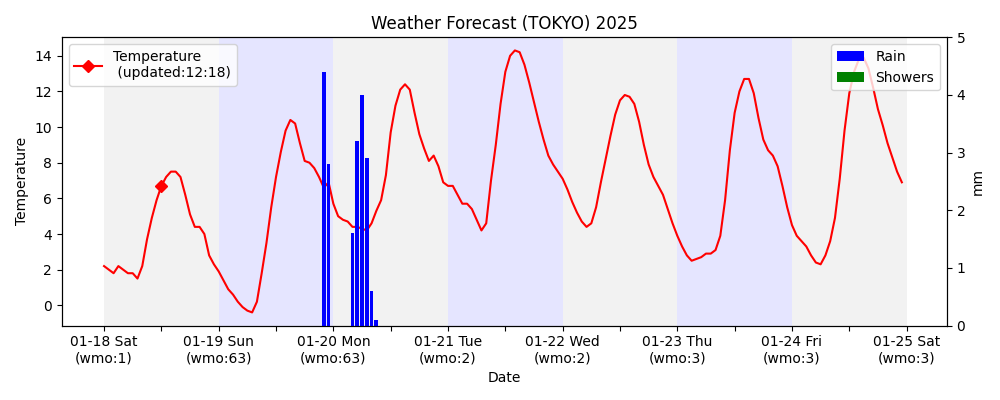 Weather Forecast (TOKYO) 2025
Temperature
(updated:12:18)
Rain
Showers
14
12
10
8
6
4
2
0
Temperature
5
4
3
2
1
0
mm
01-18 Sat
(wmo:1)
01-19 Sun
(wmo:63)
01-20 Mon
(wmo:63)
01-21 Tue
(wmo:2)
01-22 Wed
(wmo:2)
01-23 Thu
(wmo:3)
01-24 Fri
(wmo:3)
01-25 Sat
(wmo:3)
Date